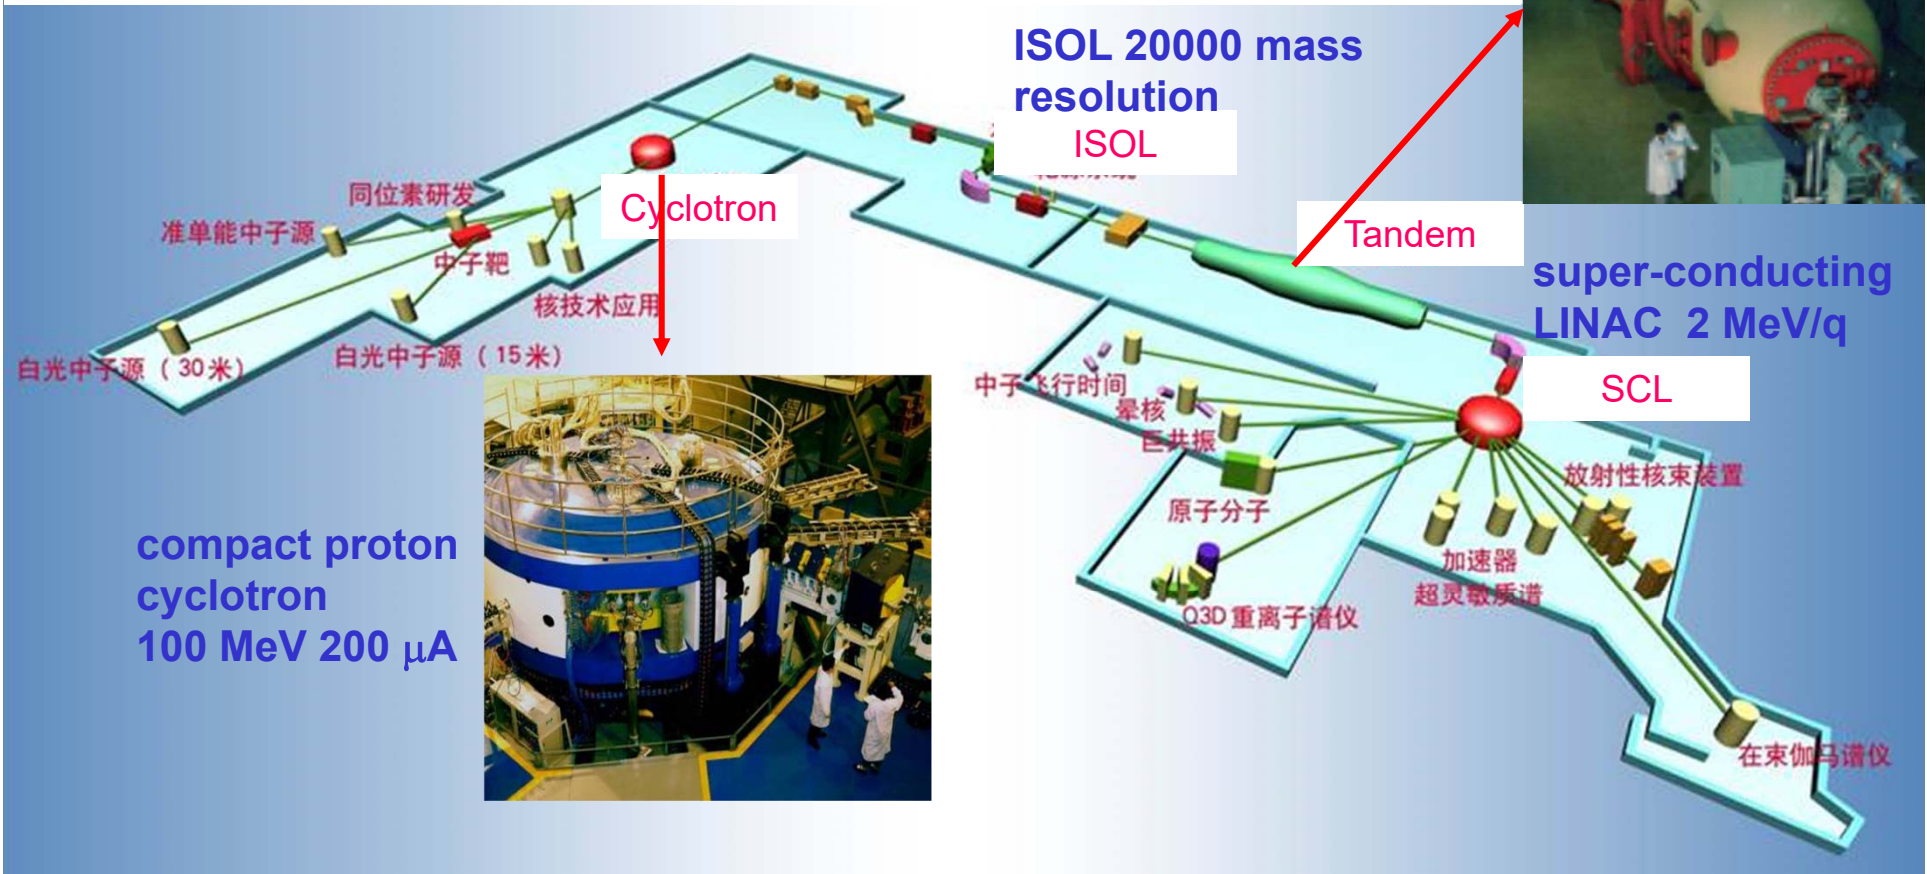 ISOL 20000 mass
resolution
ISOL
同位素研发
准单能中子源
Cyclotron
中子靶
Tandem
核技术应用
super-conducting
LINAC 2 MeV/q
白光中子源（15米）
白光中子源（30米）
SCL
中子飞行时间
晕核
巨共振
放射性核束装置
原子分子
compact proton
cyclotron
100 MeV 200 μA
加速器
超灵敏质谱
Q3D重离子谱仪
在束伽马谱仪